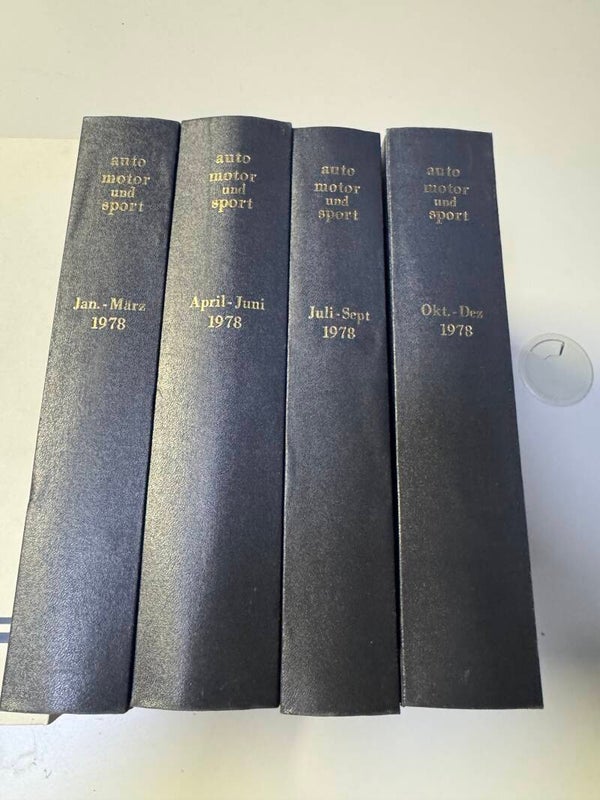 auto
motor
und
sport
Jan.-März
1978
auto
motor
und
sport
April-Juni
1978
auto
motor
und
sport
Juli-Sept
1978
auto
motor
und
sport
Okt.-Dez
1978